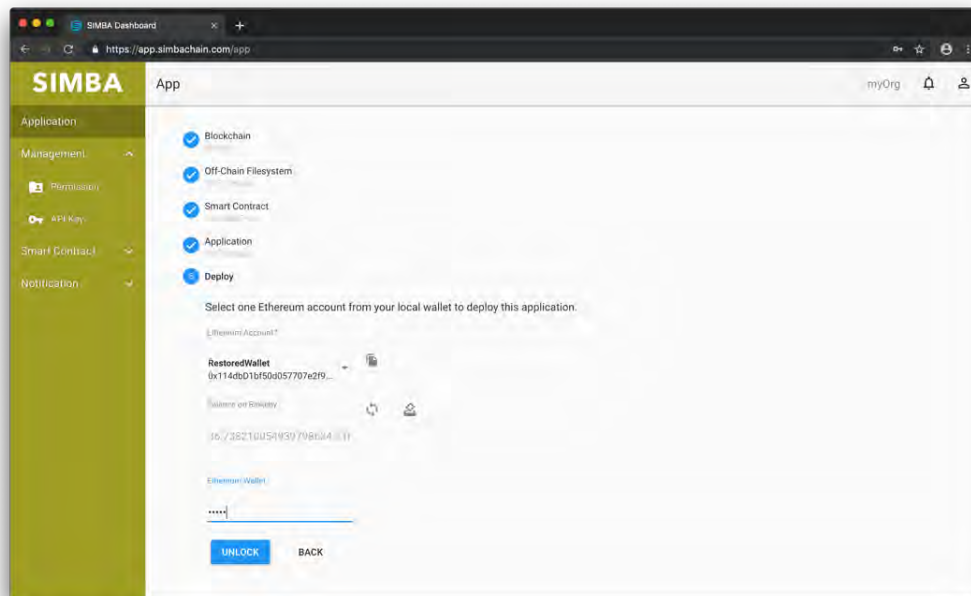 SIMBA Dashboard
https://app.simbachain.com/app
SIMBA
App
myOrg
Application
Management
Permission
API Key
Smart Contract
Notification
Blockchain
Off-Chain Filesystem
Smart Contract
Application
Deploy
Select one Ethereum account from your local wallet to deploy this application.
Ethereum Account*
RestoredWallet
0x114dbD1bf50d057707e2f9...
Balance on
Ethereum Wallet
•••••
UNLOCK
BACK